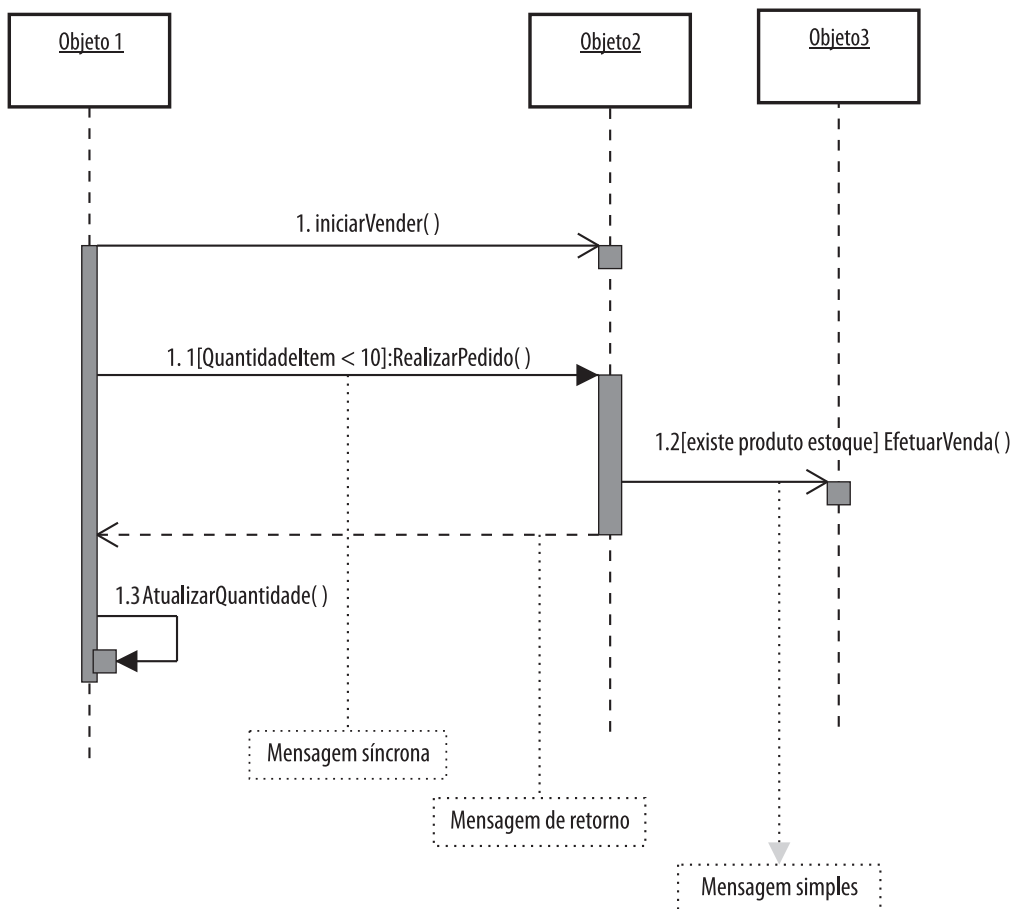 Objeto 1
Objeto2
Objeto3
1. iniciarVender( )
1. 1[QuantidadeItem < 10]:RealizarPedido( )
1.2[existe produto estoque] EfetuarVenda( )
1.3 AtualizarQuantidade( )
Mensagem síncrona
Mensagem de retorno
Mensagem simples